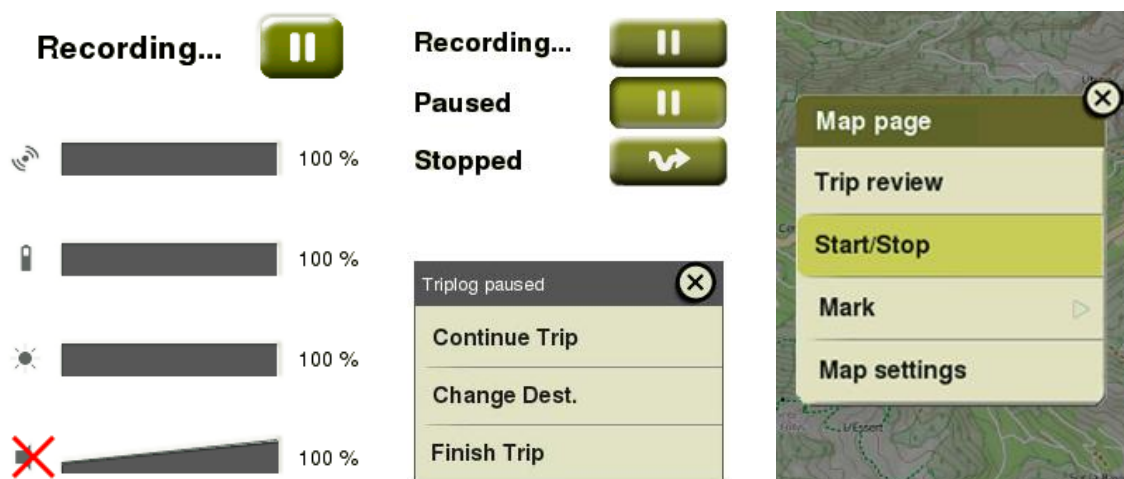 Recording...
100 %
100 %
100 %
100 %
Recording...
Paused
Stopped
Triplog paused
Continue Trip
Change Dest.
Finish Trip
Map page
Trip review
Start/Stop
Mark
Map settings
L'Essert